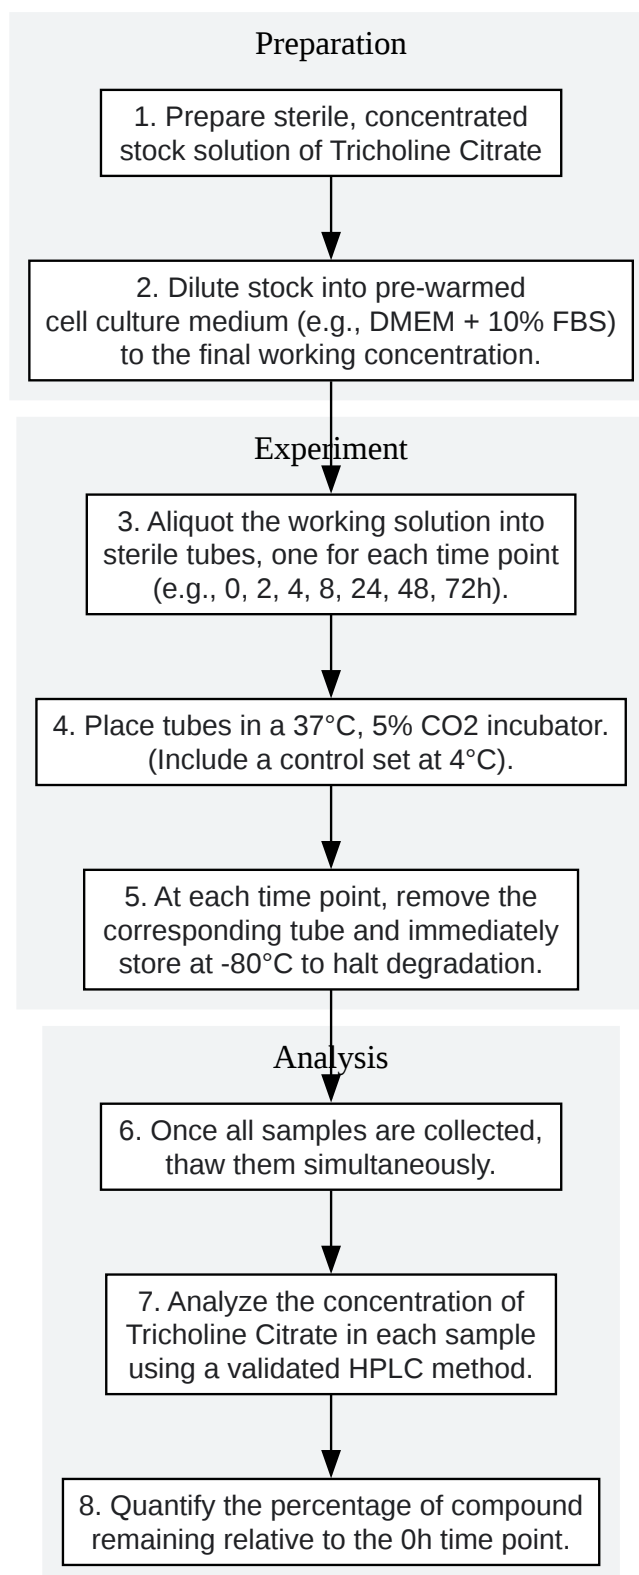 Preparation
1. Prepare sterile, concentrated
stock solution of Tricholine Citrate
2. Dilute stock into pre-warmed
cell culture medium (e.g., DMEM + 10% FBS)
to the final working concentration.
Experiment
3. Aliquot the working solution into
sterile tubes, one for each time point
(e.g., 0, 2, 4, 8, 24, 48, 72h).
4. Place tubes in a 37°C, 5% CO2 incubator.
(Include a control set at 4°C).
5. At each time point, remove the
corresponding tube and immediately
store at -80°C to halt degradation.
Analysis
6. Once all samples are collected,
thaw them simultaneously.
7. Analyze the concentration of
Tricholine Citrate in each sample
using a validated HPLC method.
8. Quantify the percentage of compound
remaining relative to the 0h time point.